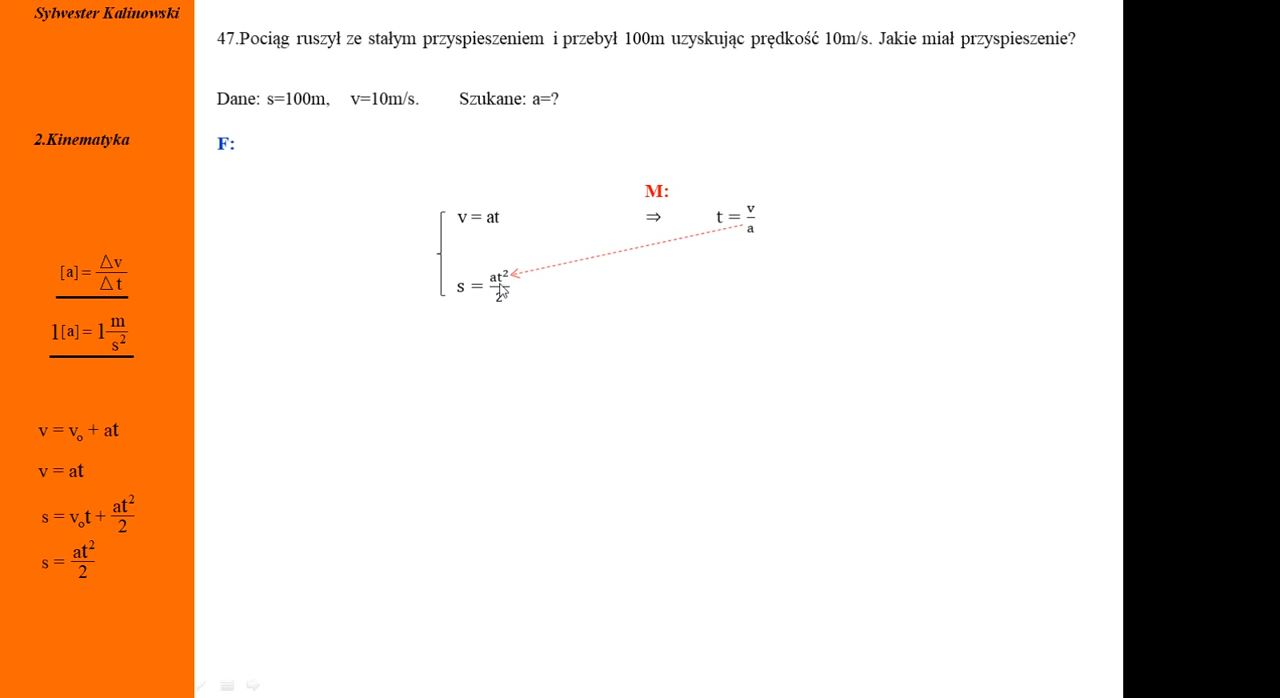 Sylwester Kalinowski
47.Pociąg ruszył ze stałym przyspieszeniem i przebył 100m uzyskując prędkość 10m/s. Jakie miał przyspieszenie?
Dane: s=100m, v=10m/s. Szukane: a=?
2.Kinematyka
F:
M:
v = at ⇒ t = v/a
s = at²/2
[a]= △v/△t
1[a]= 1 m/s²
v = v₀ + at
v = at
s = v₀t + at²/2
s = at²/2